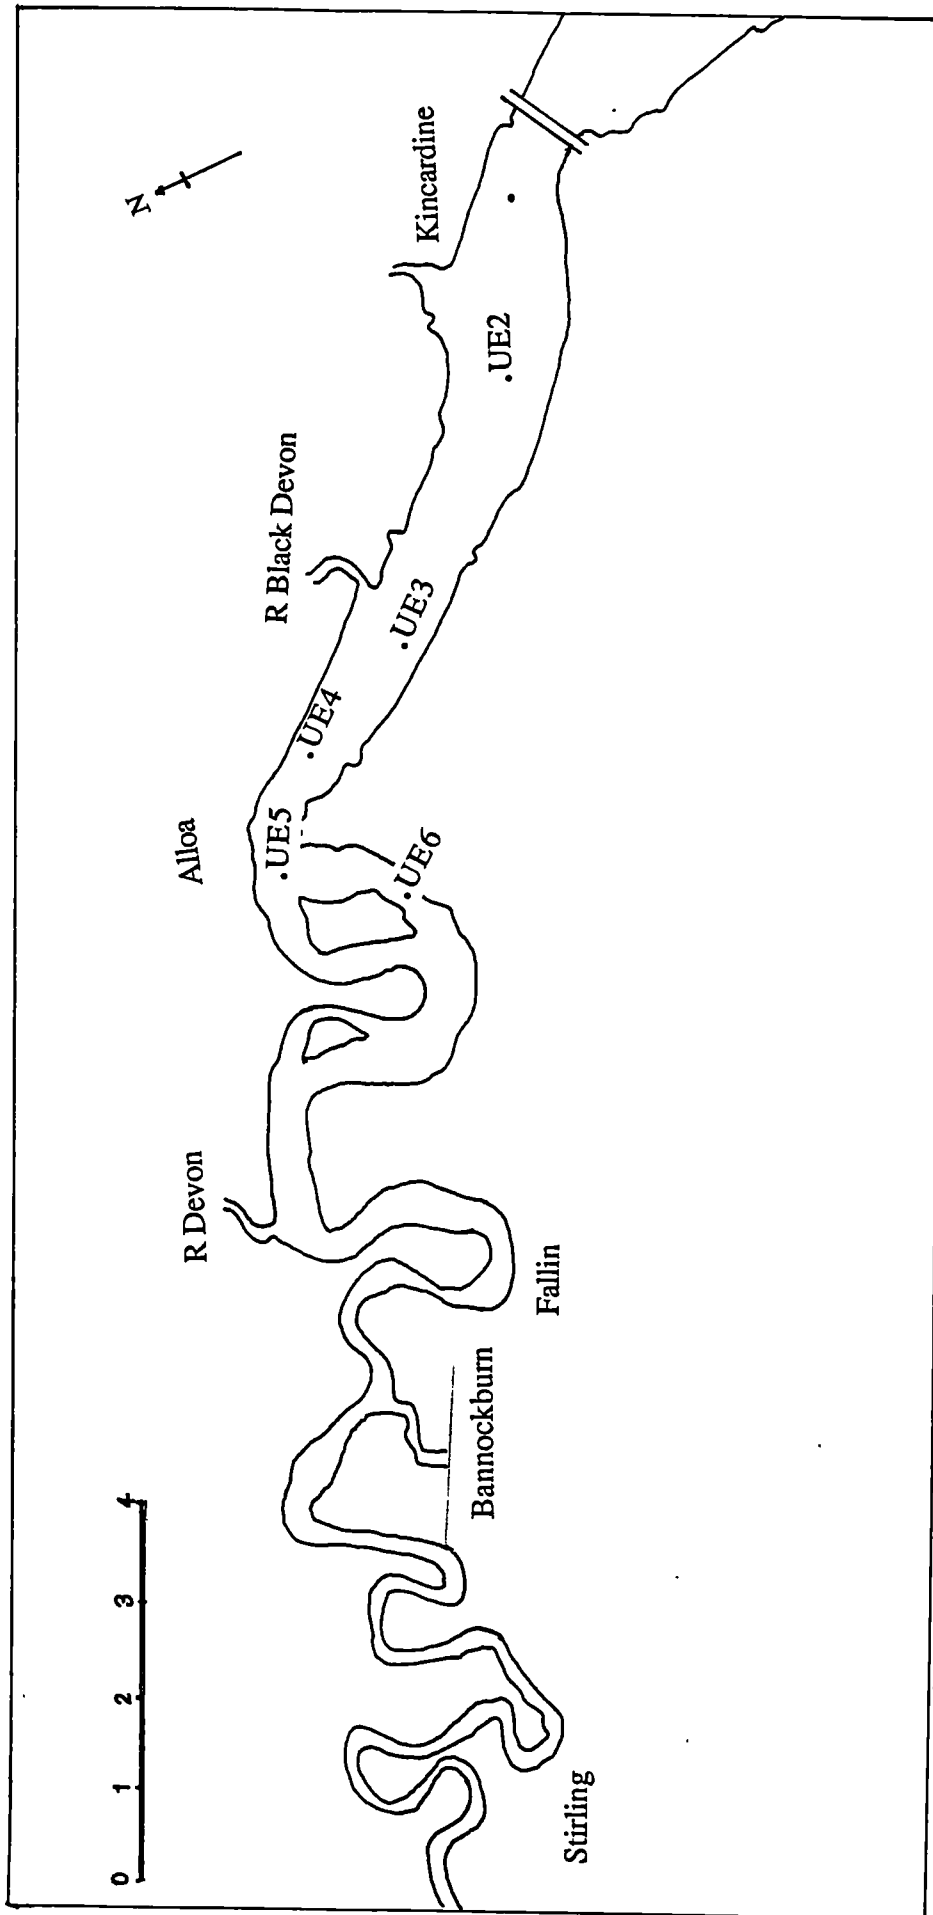 0 1 2 3 4
N
Stirling
Bannockburn
Fallin
R Devon
Alloa
.UE6
.UE5
.UE4
.UE3
R Black Devon
.UE2
Kincardine